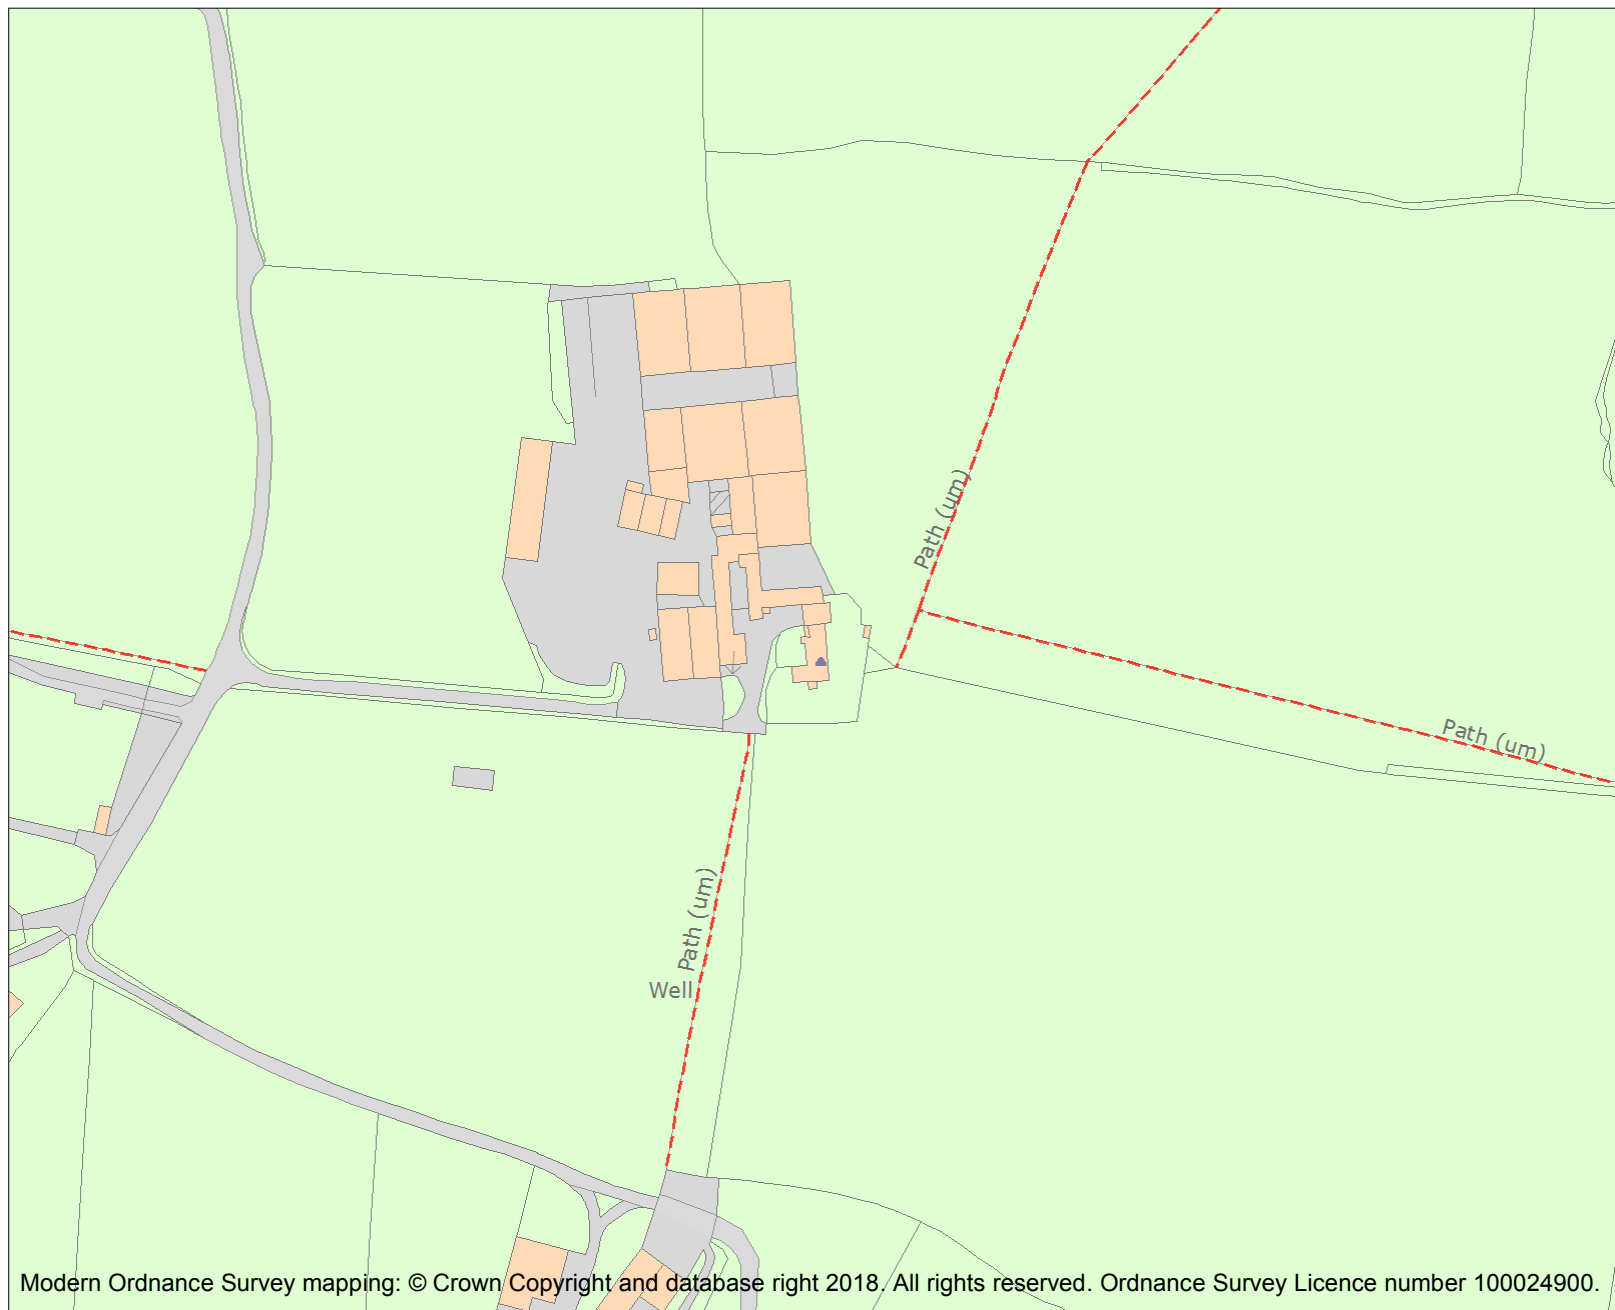 Path (um)
Path (um)
Path (um)
Well
Modern Ordnance Survey mapping: © Crown Copyright and database right 2018. All rights reserved. Ordnance Survey Licence number 100024900.